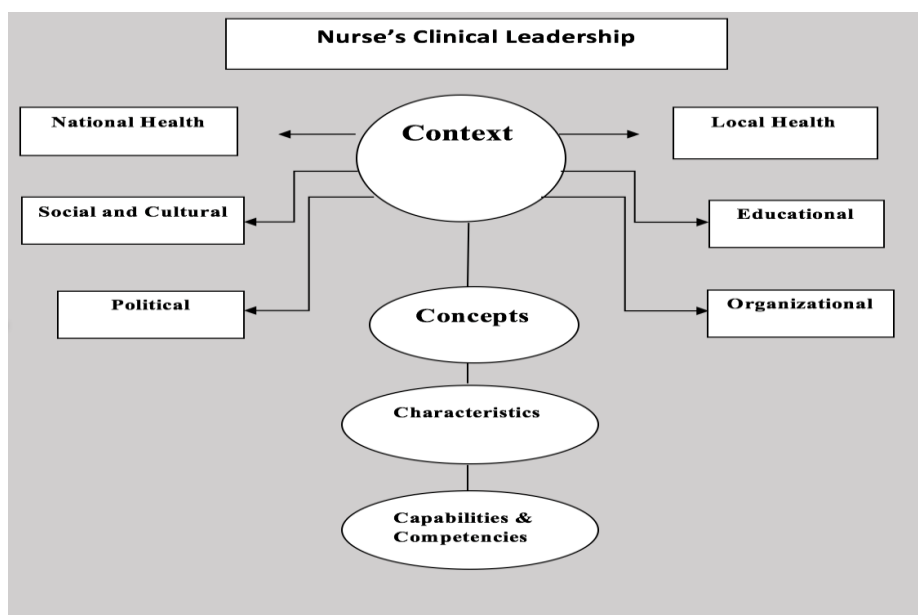 Nurse's Clinical Leadership
National Health
Context
Local Health
Social and Cultural
Educational
Political
Concepts
Organizational
Characteristics
Capabilities &
Competencies